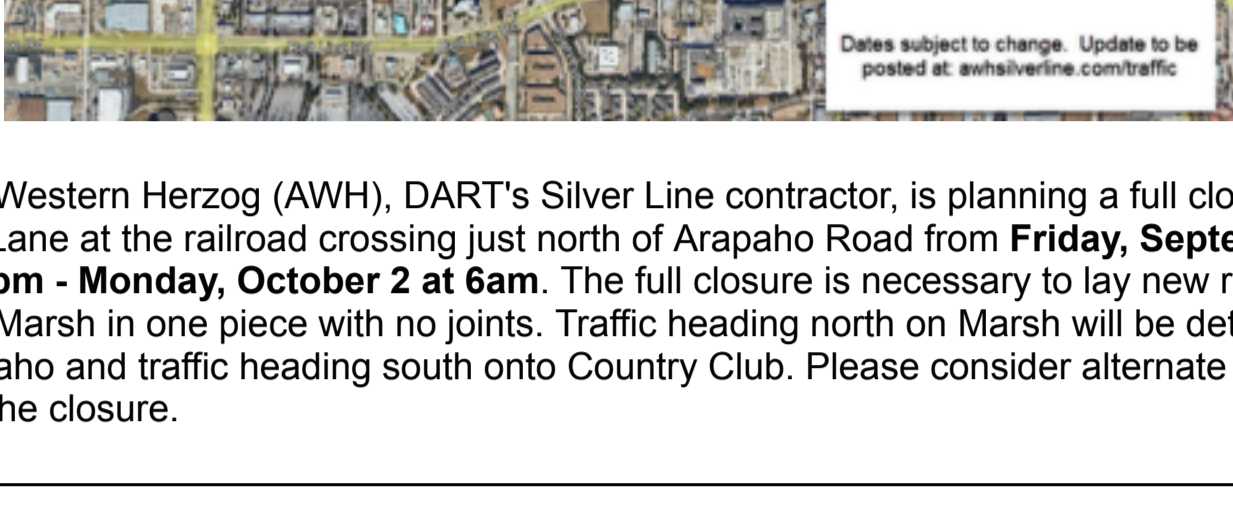 Dates subject to change. Update to be
posted at: awhsilverline.com/traffic
Western Herzog (AWH), DART's Silver Line contractor, is planning a full clo
Lane at the railroad crossing just north of Arapaho Road from Friday, Septe
pm - Monday, October 2 at 6am. The full closure is necessary to lay new r
Marsh in one piece with no joints. Traffic heading north on Marsh will be det
aho and traffic heading south onto Country Club. Please consider alternate
he closure.